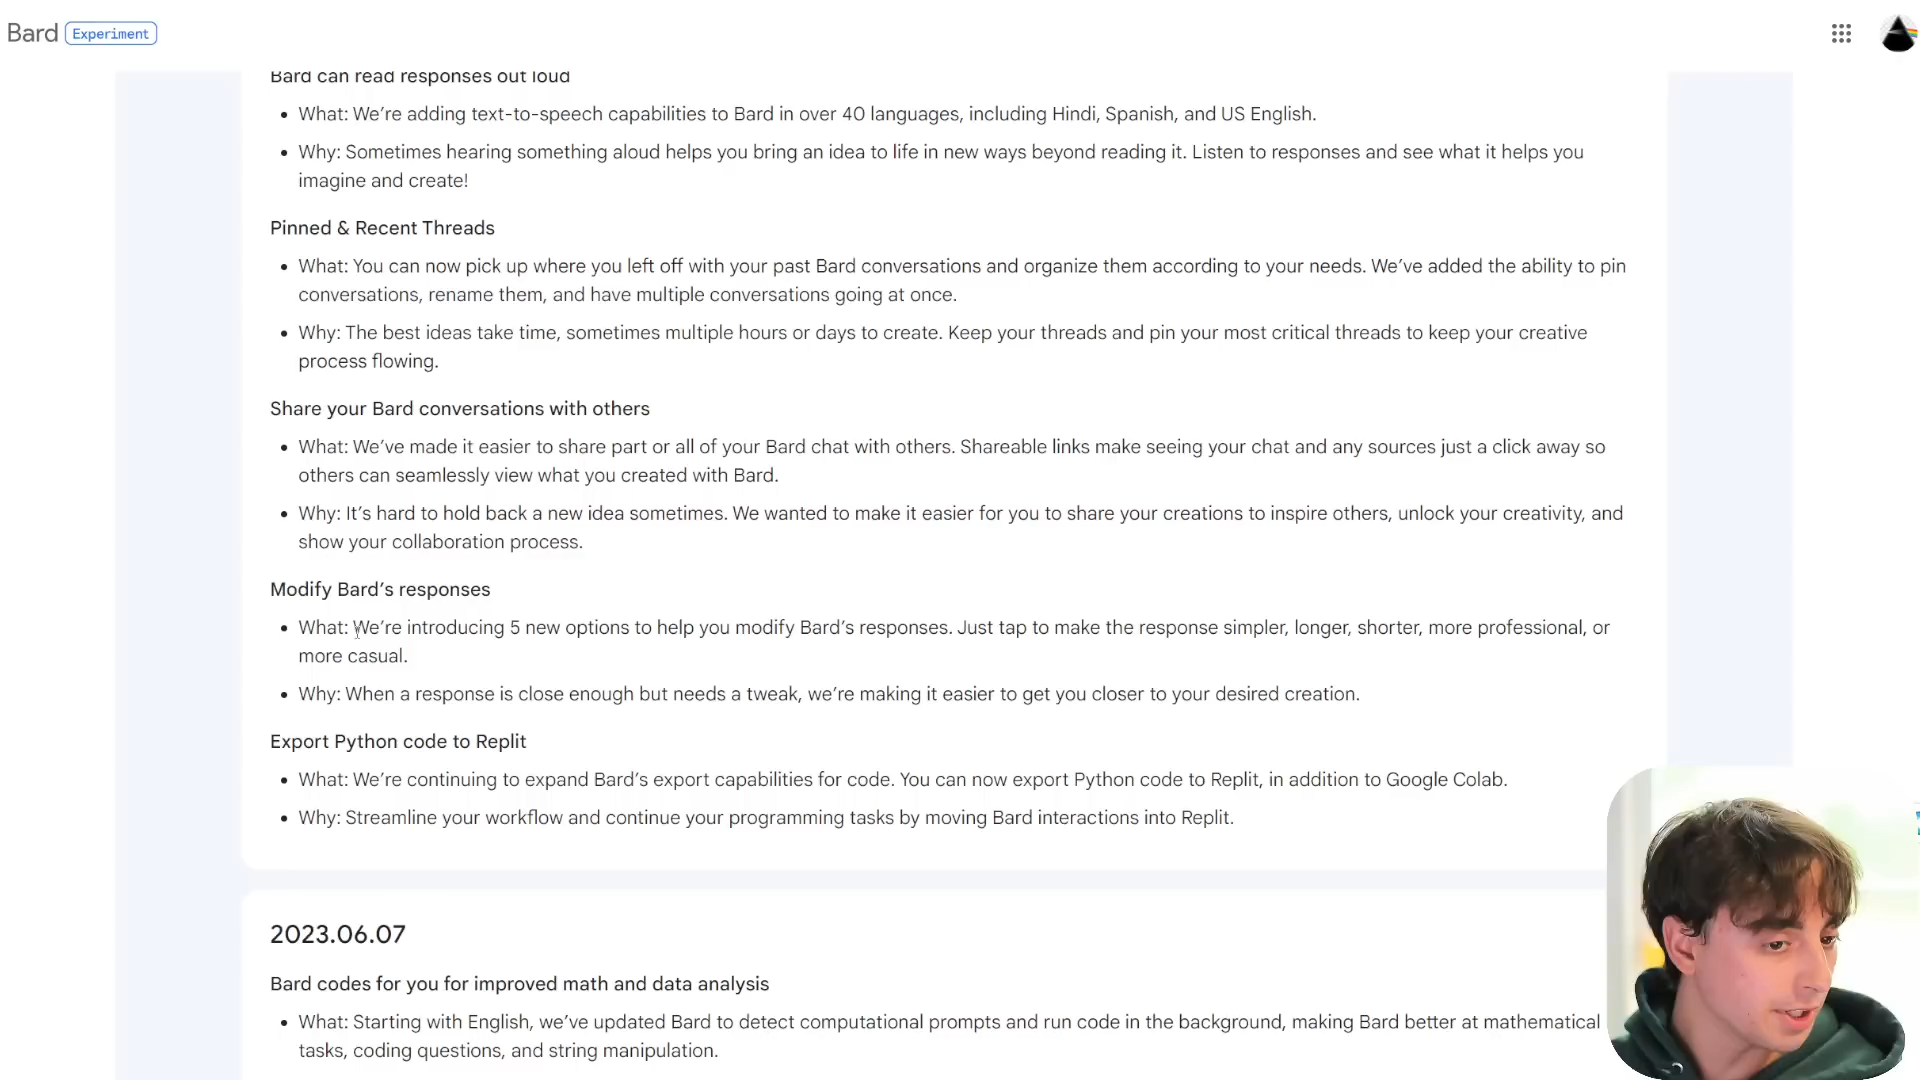 Bard Experiment
Bard can read responses out loud
What: We're adding text-to-speech capabilities to Bard in over 40 languages, including Hindi, Spanish, and US English.
Why: Sometimes hearing something aloud helps you bring an idea to life in new ways beyond reading it. Listen to responses and see what it helps you
imagine and create!
Pinned & Recent Threads
What: You can now pick up where you left off with your past Bard conversations and organize them according to your needs. We've added the ability to pin
conversations, rename them, and have multiple conversations going at once.
Why: The best ideas take time, sometimes multiple hours or days to create. Keep your threads and pin your most critical threads to keep your creative
process flowing.
Share your Bard conversations with others
What: We've made it easier to share part or all of your Bard chat with others. Shareable links make seeing your chat and any sources just a click away so
others can seamlessly view what you created with Bard.
Why: It's hard to hold back a new idea sometimes. We wanted to make it easier for you to share your creations to inspire others, unlock your creativity, and
show your collaboration process.
Modify Bard's responses
What: We're introducing 5 new options to help you modify Bard's responses. Just tap to make the response simpler, longer, shorter, more professional, or
more casual.
Why: When a response is close enough but needs a tweak, we're making it easier to get you closer to your desired creation.
Export Python code to Replit
What: We're continuing to expand Bard's export capabilities for code. You can now export Python code to Replit, in addition to Google Colab.
Why: Streamline your workflow and continue your programming tasks by moving Bard interactions into Replit.
2023.06.07
Bard codes for you for improved math and data analysis
What: Starting with English, we've updated Bard to detect computational prompts and run code in the background, making Bard better at mathematical
tasks, coding questions, and string manipulation.